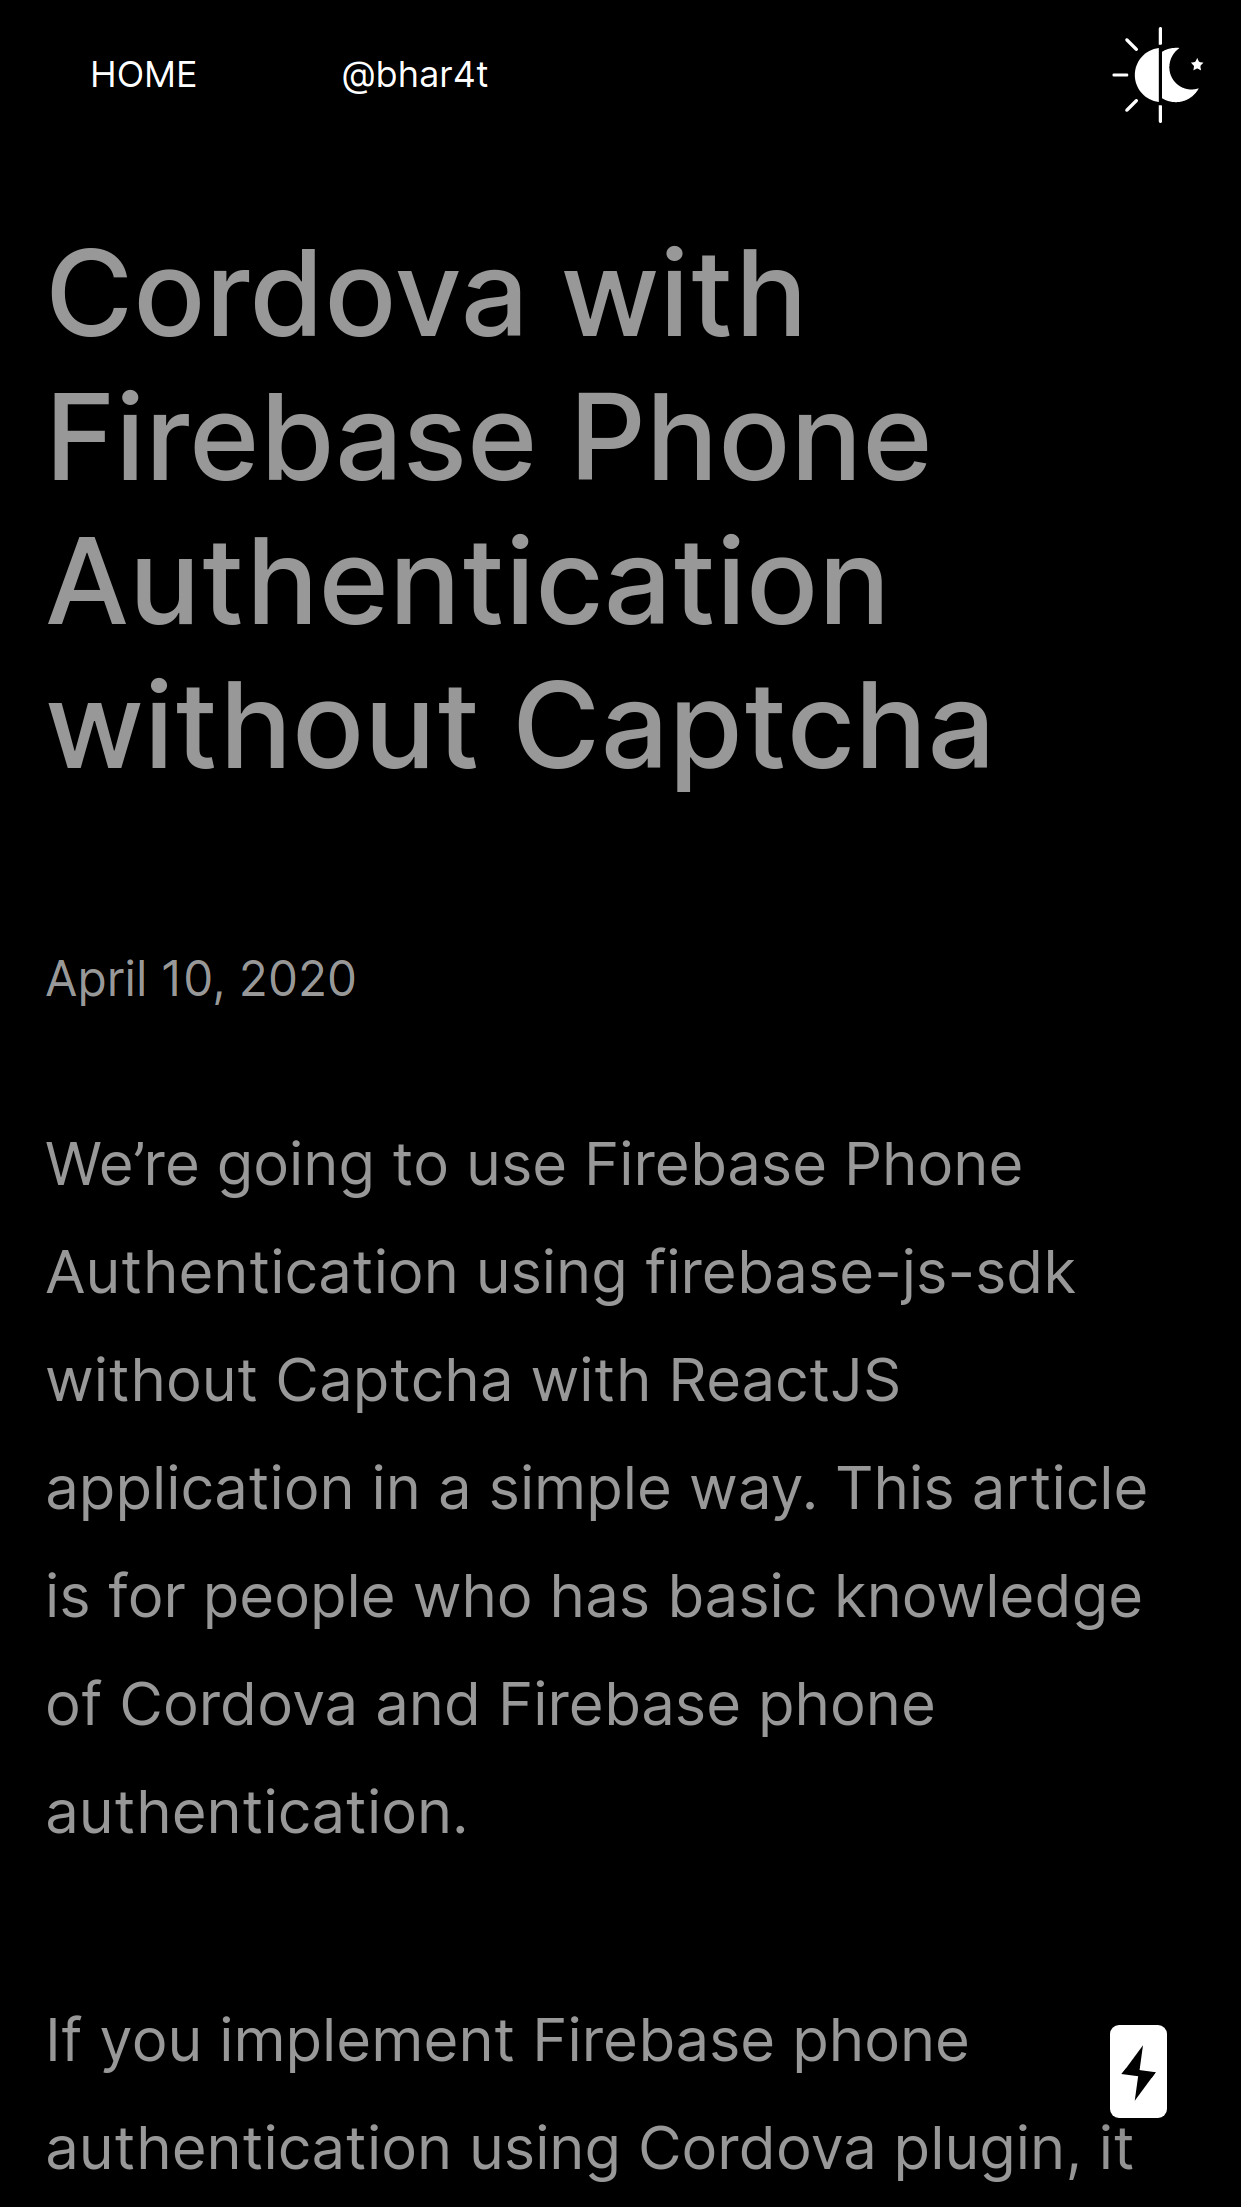 HOME @bhar4t
Cordova with
Firebase Phone
Authentication
without Captcha
April 10, 2020
We’re going to use Firebase Phone
Authentication using firebase-js-sdk
without Captcha with ReactJS
application in a simple way. This article
is for people who has basic knowledge
of Cordova and Firebase phone
authentication.
If you implement Firebase phone
authentication using Cordova plugin, it